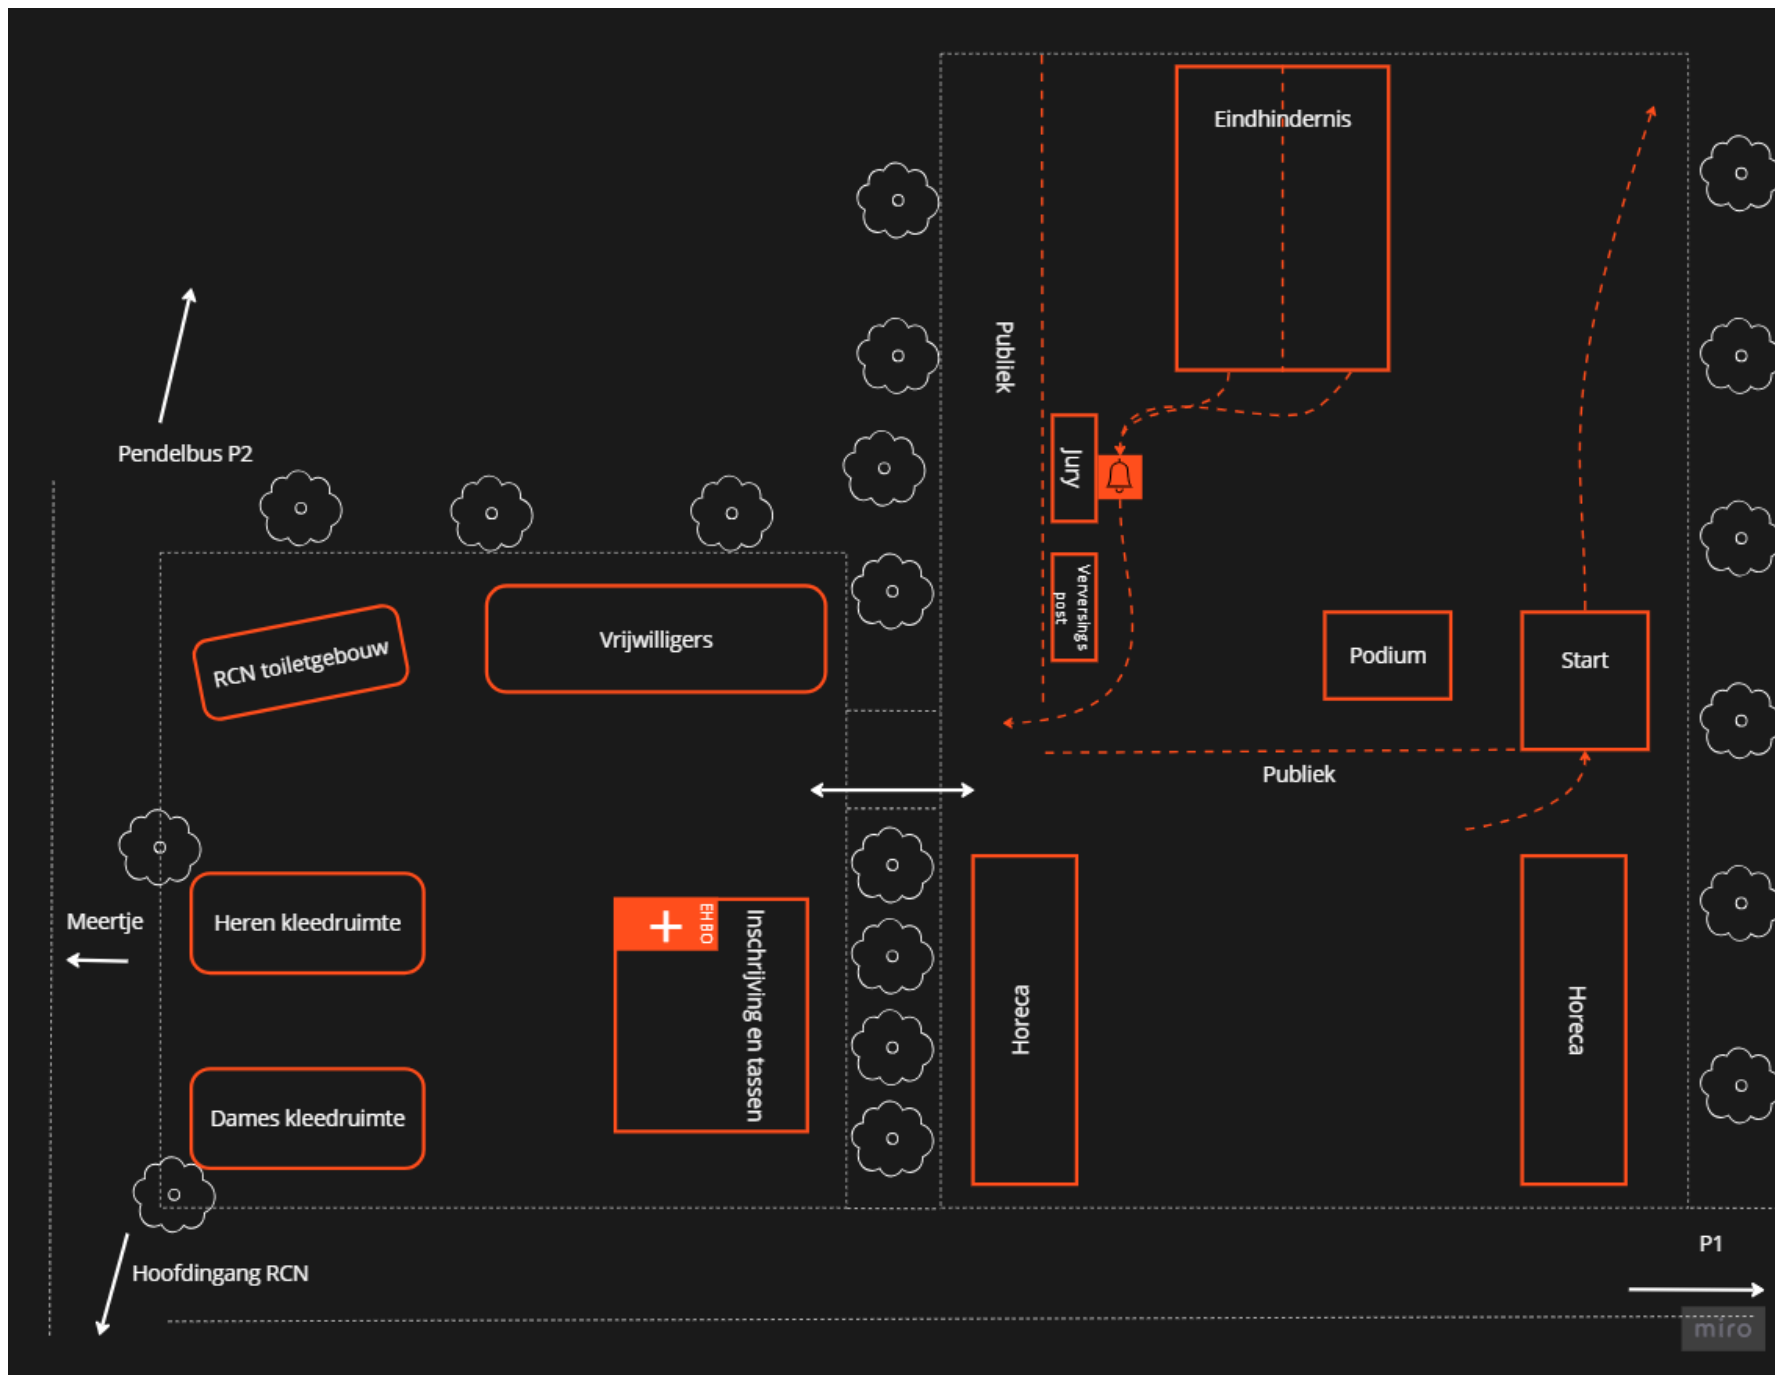 Eindhindernis
Publiek
Pendelbus P2
Jury
Verversings
post
RCN toiletgebouw
Vrijwilligers
Podium
Start
Publiek
Meertje
Heren kleedruimte
EHBO
Inschrijving en tassen
Horeca
Horeca
Dames kleedruimte
P1
Hoofdingang RCN
miro